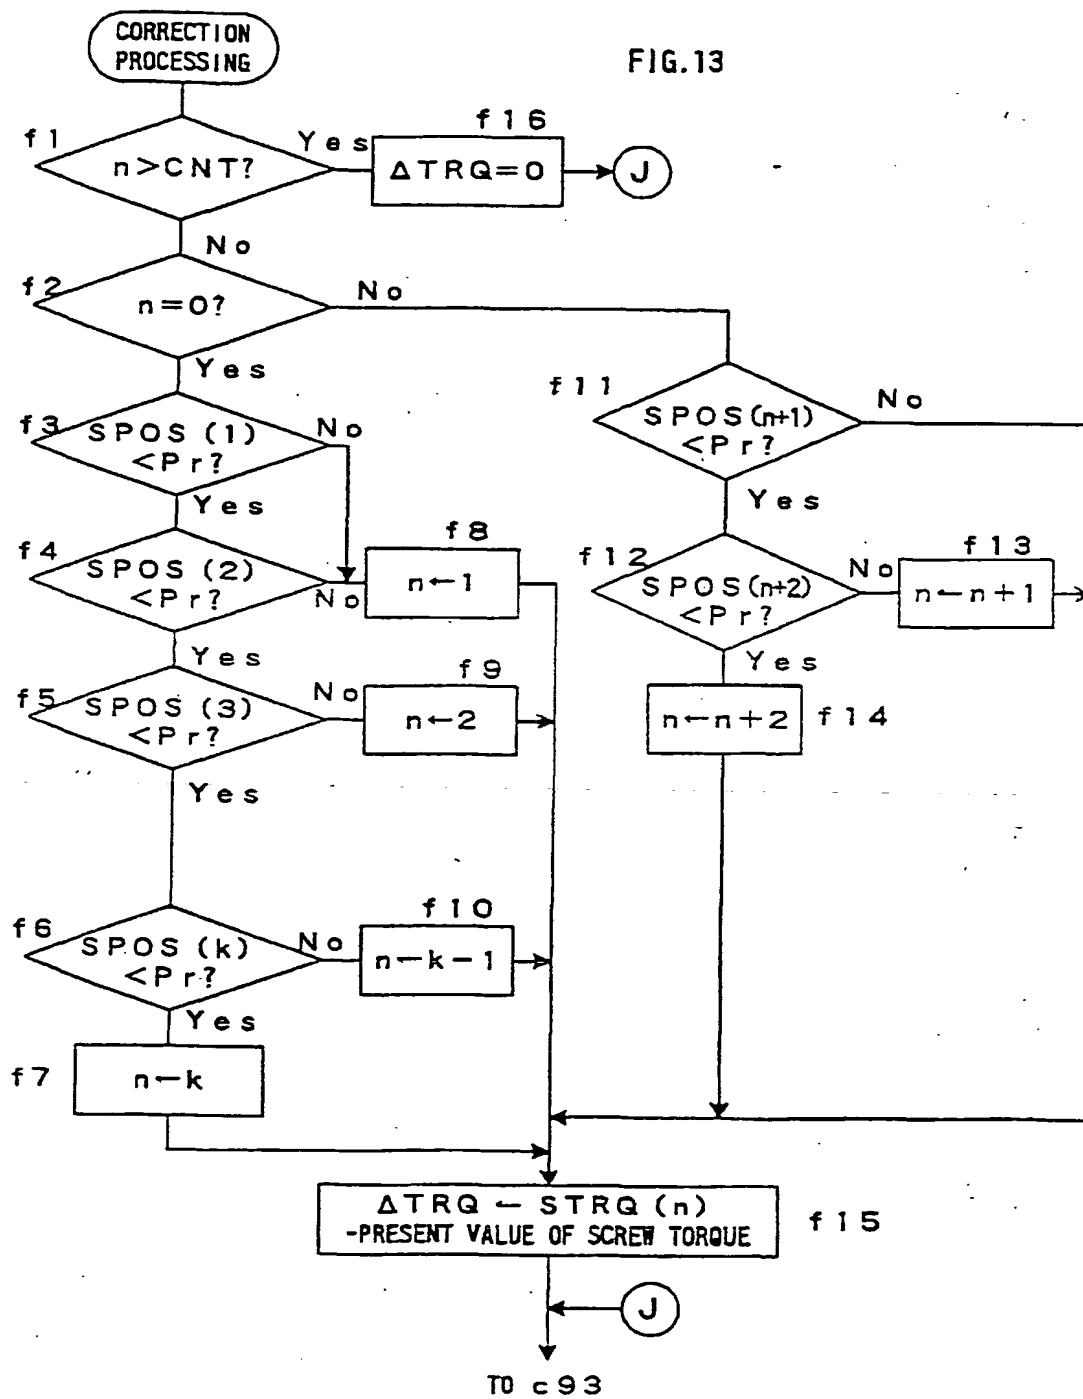 CORRECTION
PROCESSING
FIG.13
f1
n>CNT?
Yes
f16
ΔTRQ=0
J
No
f2
n=0?
No
Yes
f3
SPOS (1)
<Pr?
No
Yes
f11
SPOS(n+1)
<Pr?
No
Yes
f4
SPOS (2)
<Pr?
No
f8
n←1
Yes
f12
SPOS(n+2)
<Pr?
No
f13
n←n+1
Yes
f5
SPOS (3)
<Pr?
No
f9
n←2
Yes
n←n+2
f14
f6
SPOS (k)
<Pr?
No
f10
n←k-1
Yes
f7
n←k
ΔTRQ ← STRQ (n)
-PRESENT VALUE OF SCREW TORQUE
f15
J
TO c93